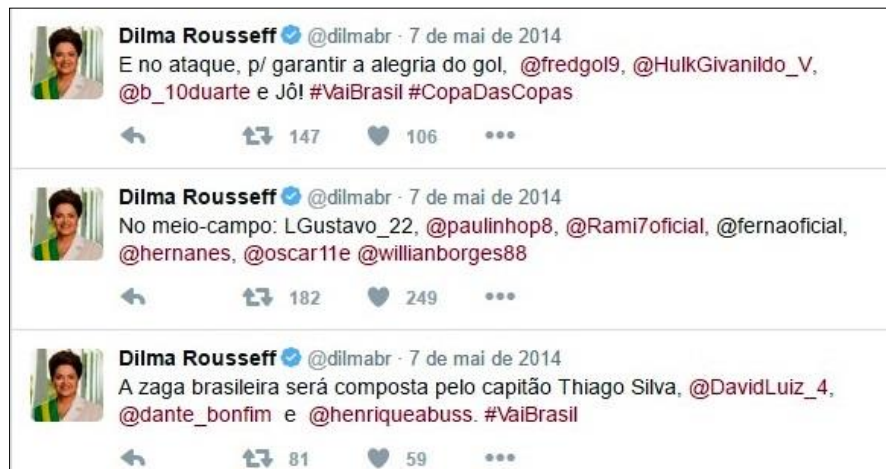 Dilma Rousseff @dilmabr · 7 de mai de 2014
E no ataque, p/ garantir a alegria do gol, @fredgol9, @HulkGivanildo_V,
@b_10duarte e Jô! #VaiBrasil #CopaDasCopas
147 106
Dilma Rousseff @dilmabr · 7 de mai de 2014
No meio-campo: LGustavo_22, @paulinhop8, @Rami7oficial, @fernaoficial,
@hernanes, @oscar11e @willianborges88
182 249
Dilma Rousseff @dilmabr · 7 de mai de 2014
A zaga brasileira será composta pelo capitão Thiago Silva, @DavidLuiz_4,
@dante_bonfim e @henriqueabuss. #VaiBrasil
81 59